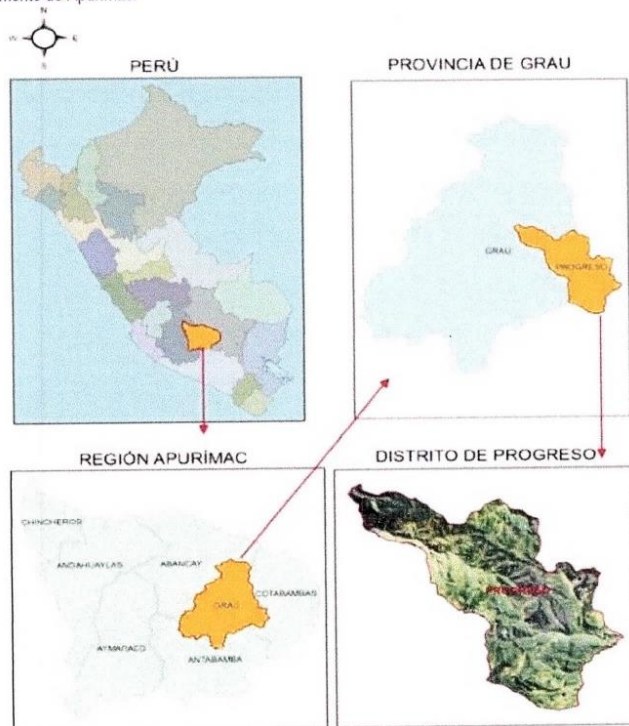 N
W E
S
PERÚ
PROVINCIA DE GRAU
GRAU
PROGRESO
REGIÓN APURÍMAC
DISTRITO DE PROGRESO
CHINCHEROS
ANDAHUAYLAS
ABANCAY
COTABAMBAS
GRAU
AYMARAES
ANTABAMBA
PROGRESO